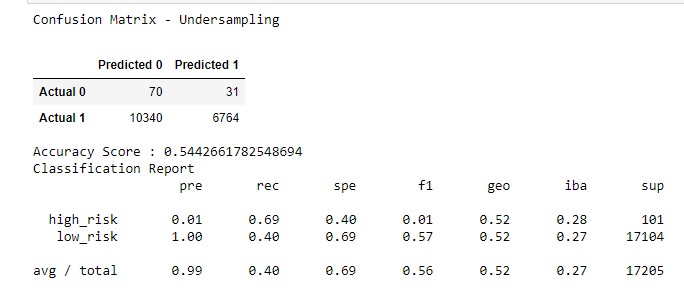 Confusion Matrix - Undersampling
Predicted 0 Predicted 1
Actual 0 70 31
Actual 1 10340 6764
Accuracy Score : 0.5442661782548694
Classification Report
pre rec spe f1 geo iba sup
high_risk 0.01 0.69 0.40 0.01 0.52 0.28 101
low_risk 1.00 0.40 0.69 0.57 0.52 0.27 17104
avg / total 0.99 0.40 0.69 0.56 0.52 0.27 17205